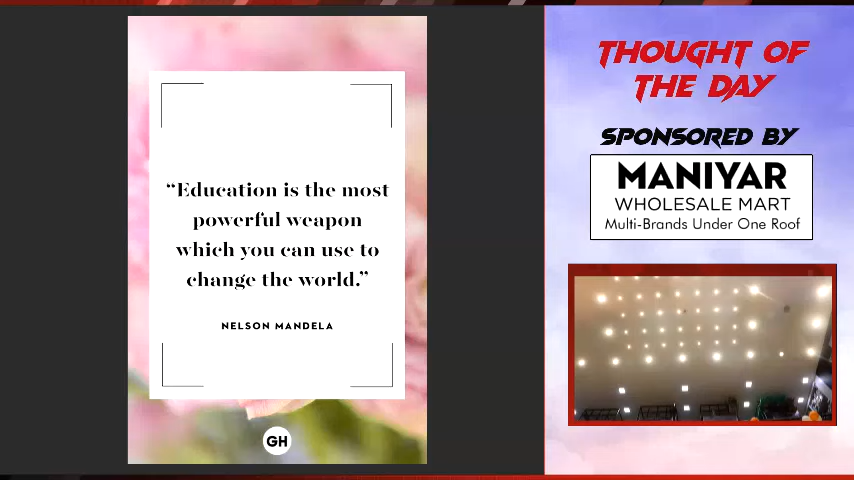 “Education is the most
powerful weapon
which you can use to
change the world.”
NELSON MANDELA
GH
THOUGHT OF
THE DAY
SPONSORED BY
MANIYAR
WHOLESALE MART
Multi-Brands Under One Roof